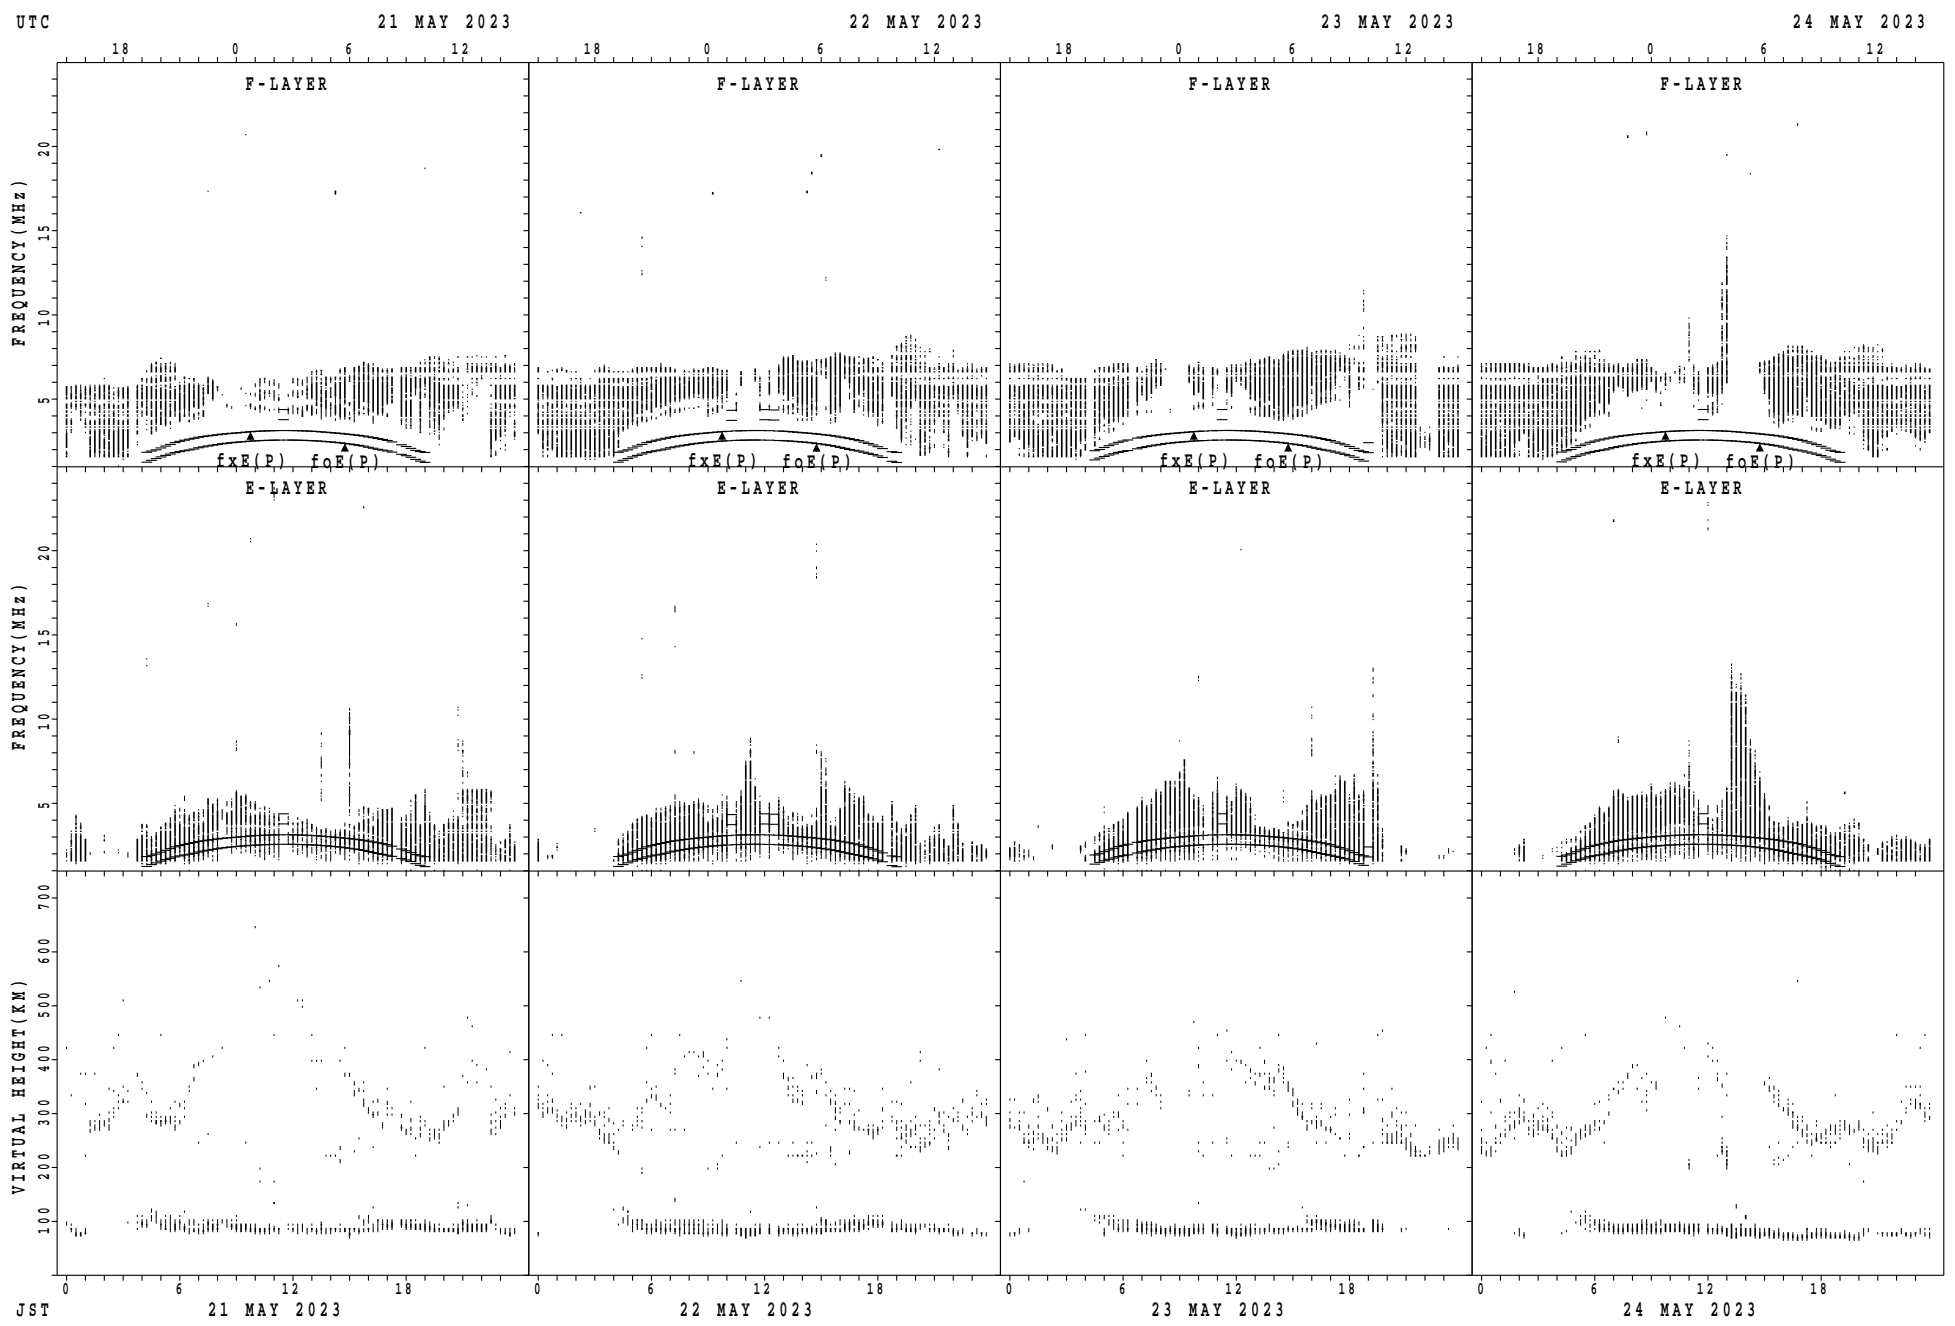 UTC 21 MAY 2023 22 MAY 2023 23 MAY 2023 24 MAY 2023
18 0 6 12 18 0 6 12 18 0 6 12 18 0 6 12
F-LAYER F-LAYER F-LAYER F-LAYER
FREQUENCY(MHz)
20
15
10
5
fxE(P) foE(P) fxE(P) foE(P) fxE(P) foE(P) fxE(P) foE(P)
E-LAYER E-LAYER E-LAYER E-LAYER
FREQUENCY(MHz)
20
15
10
5
VIRTUAL HEIGHT(KM)
700
600
500
400
300
200
100
0 6 12 18 0 6 12 18 0 6 12 18 0 6 12 18
JST 21 MAY 2023 22 MAY 2023 23 MAY 2023 24 MAY 2023